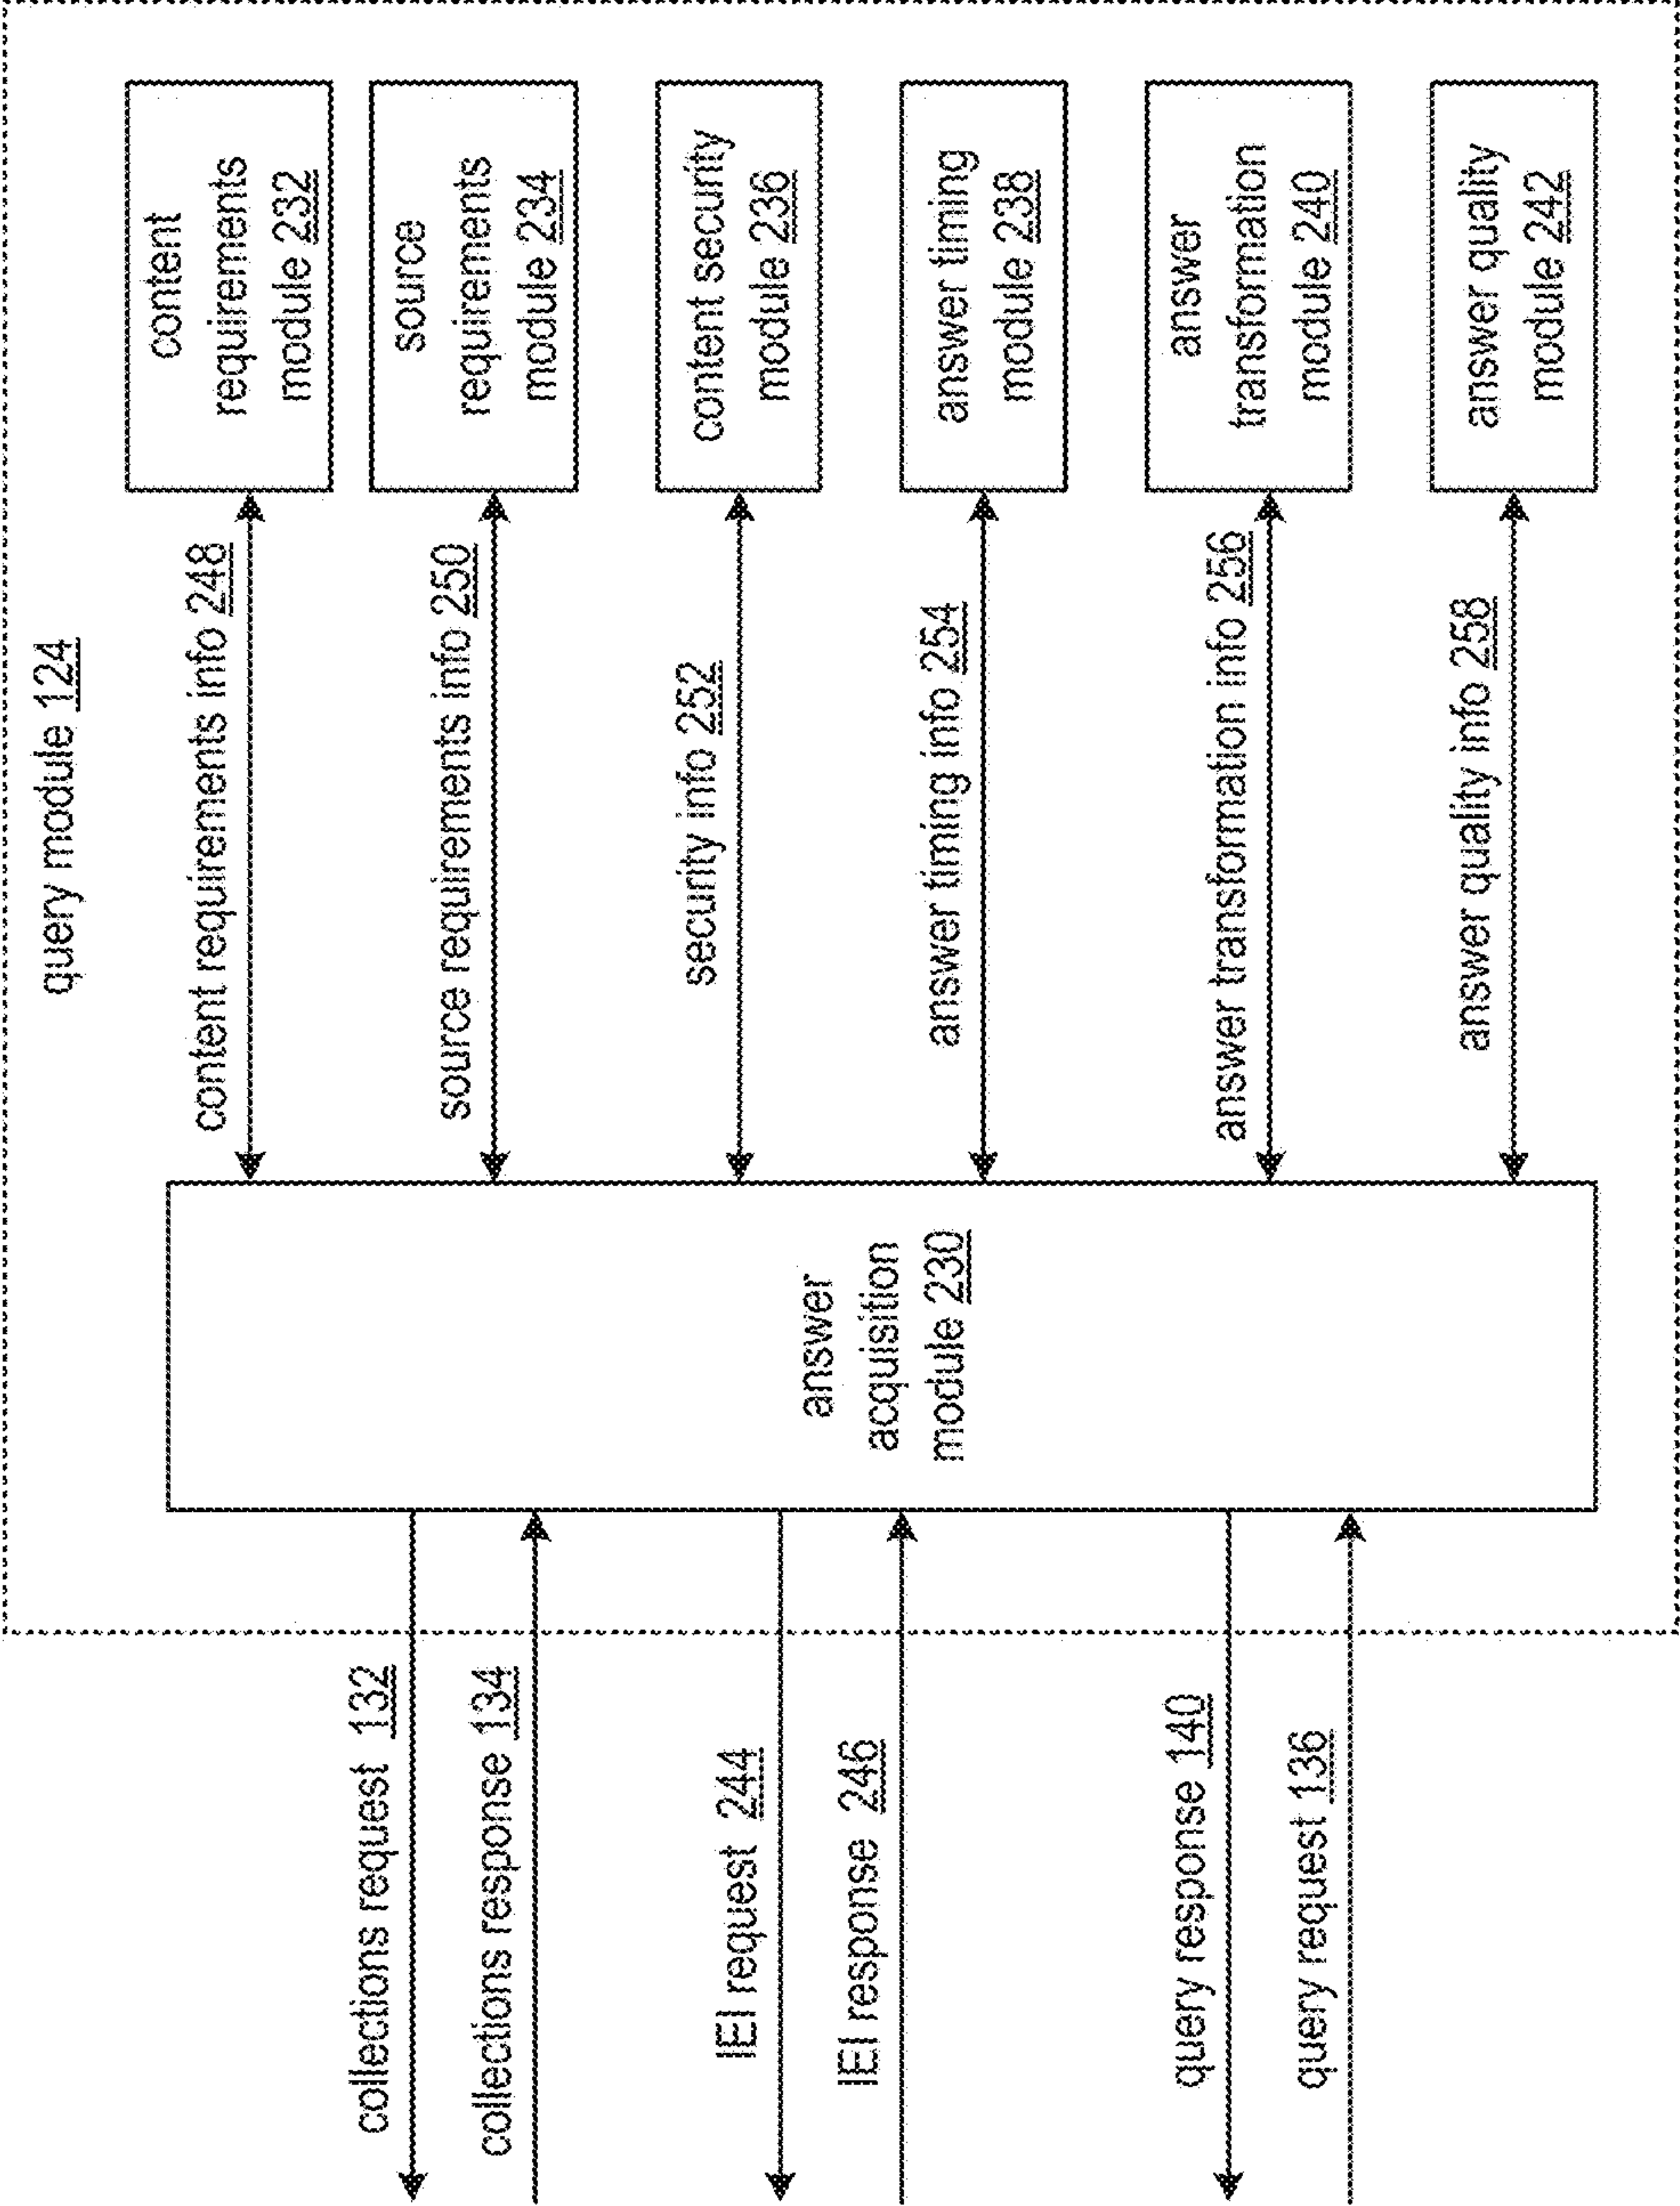 query module 124
collections request 132
collections response 134
IEI request 244
IEI response 246
query response 140
query request 136
answer
acquisition
module 230
content requirements info 248
source requirements info 250
security info 252
answer timing info 254
answer transformation info 256
answer quality info 258
content
requirements
module 232
source
requirements
module 234
content security
module 236
answer timing
module 238
answer
transformation
module 240
answer quality
module 242